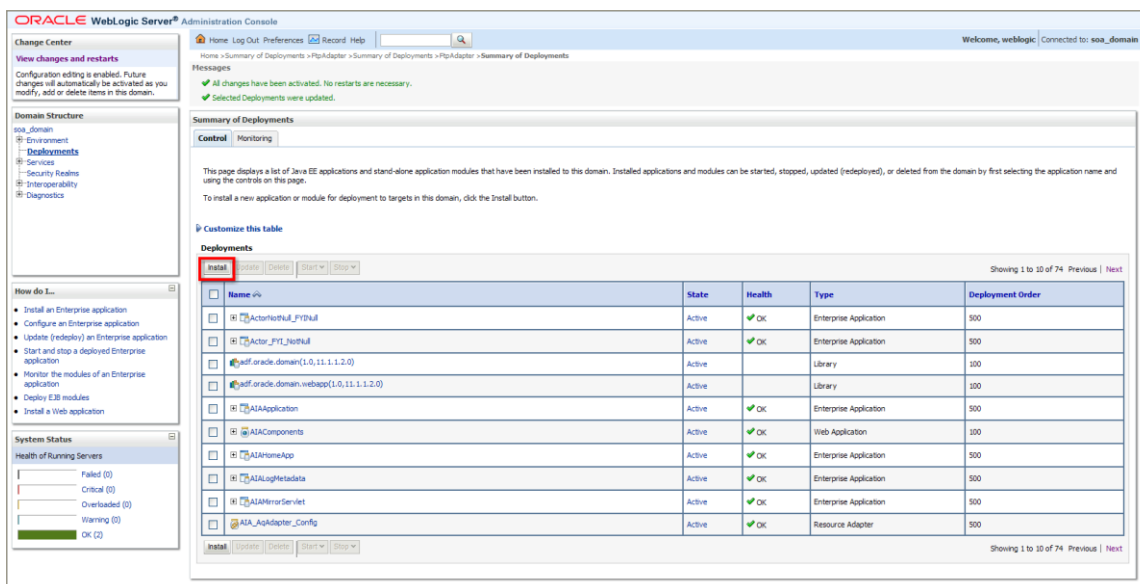 ORACLE WebLogic Server® Administration Console
Change Center
View changes and restarts
Configuration editing is enabled. Future
changes will automatically be activated as you
modify, add or delete items in this domain.
Domain Structure
soa_domain
Environment
Deployments
Services
Security Realms
Interoperability
Diagnostics
How do I...
Install an Enterprise application
Configure an Enterprise application
Update (redeploy) an Enterprise application
Start and stop a deployed Enterprise
application
Monitor the modules of an Enterprise
application
Deploy EJB modules
Install a Web application
System Status
Health of Running Servers
Failed (0)
Critical (0)
Overloaded (0)
Warning (0)
OK (2)
Home Log Out Preferences Record Help
Welcome, weblogic Connected to: soa_domain
Home >Summary of Deployments >FtpAdapter >Summary of Deployments >FtpAdapter >Summary of Deployments
Messages
All changes have been activated. No restarts are necessary.
Selected Deployments were updated.
Summary of Deployments
Control Monitoring
This page displays a list of Java EE applications and stand-alone application modules that have been installed to this domain. Installed applications and modules can be started, stopped, updated (redeployed), or deleted from the domain by first selecting the application name and
using the controls on this page.
To install a new application or module for deployment to targets in this domain, click the Install button.
Customize this table
Deployments
Install Update Delete Start Stop
Showing 1 to 10 of 74 Previous | Next
Name State Health Type Deployment Order
ActorNotNull_FYINull Active OK Enterprise Application 500
Actor_FYI_NotNull Active OK Enterprise Application 500
adf.oracle.domain(1.0,11.1.1.2.0) Active Library 100
adf.oracle.domain.webapp(1.0,11.1.1.2.0) Active Library 100
AIAApplication Active OK Enterprise Application 500
AIAComponents Active OK Web Application 100
AIAHomeApp Active OK Enterprise Application 500
AIALogMetadata Active OK Enterprise Application 500
AIAMirrorServlet Active OK Enterprise Application 500
AIA_AqAdapter_Config Active OK Resource Adapter 500
Install Update Delete Start Stop
Showing 1 to 10 of 74 Previous | Next